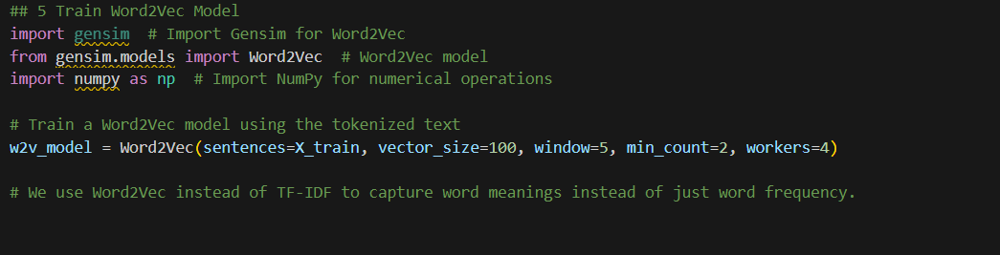 ## 5 Train Word2Vec Model
import gensim  # Import Gensim for Word2Vec
from gensim.models import Word2Vec  # Word2Vec model
import numpy as np  # Import NumPy for numerical operations
# Train a Word2Vec model using the tokenized text
w2v_model = Word2Vec(sentences=X_train, vector_size=100, window=5, min_count=2, workers=4)
# We use Word2Vec instead of TF-IDF to capture word meanings instead of just word frequency.